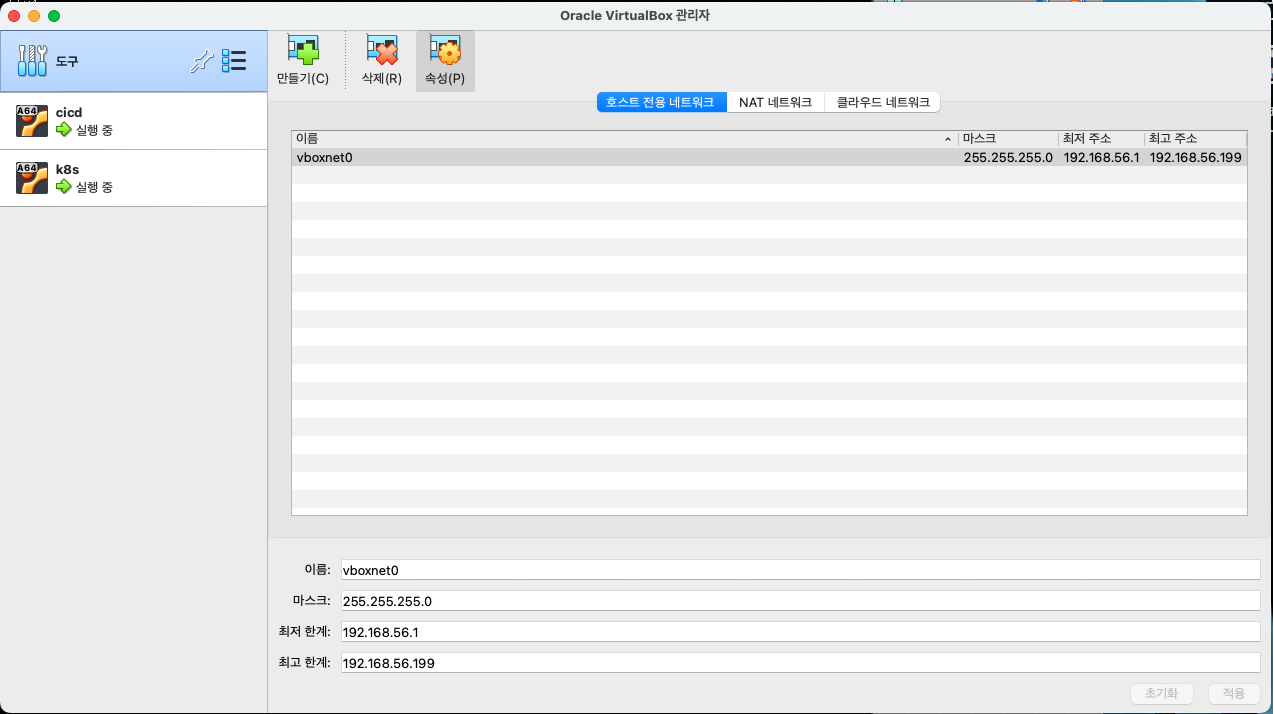 Oracle VirtualBox 관리자
도구
만들기(C)
삭제(R)
속성(P)
A64
cicd
실행 중
A64
k8s
실행 중
호스트 전용 네트워크
NAT 네트워크
클라우드 네트워크
이름 마스크 최저 주소 최고 주소
vboxnet0 255.255.255.0 192.168.56.1 192.168.56.199
이름: vboxnet0
마스크: 255.255.255.0
최저 한계: 192.168.56.1
최고 한계: 192.168.56.199
초기화
적용